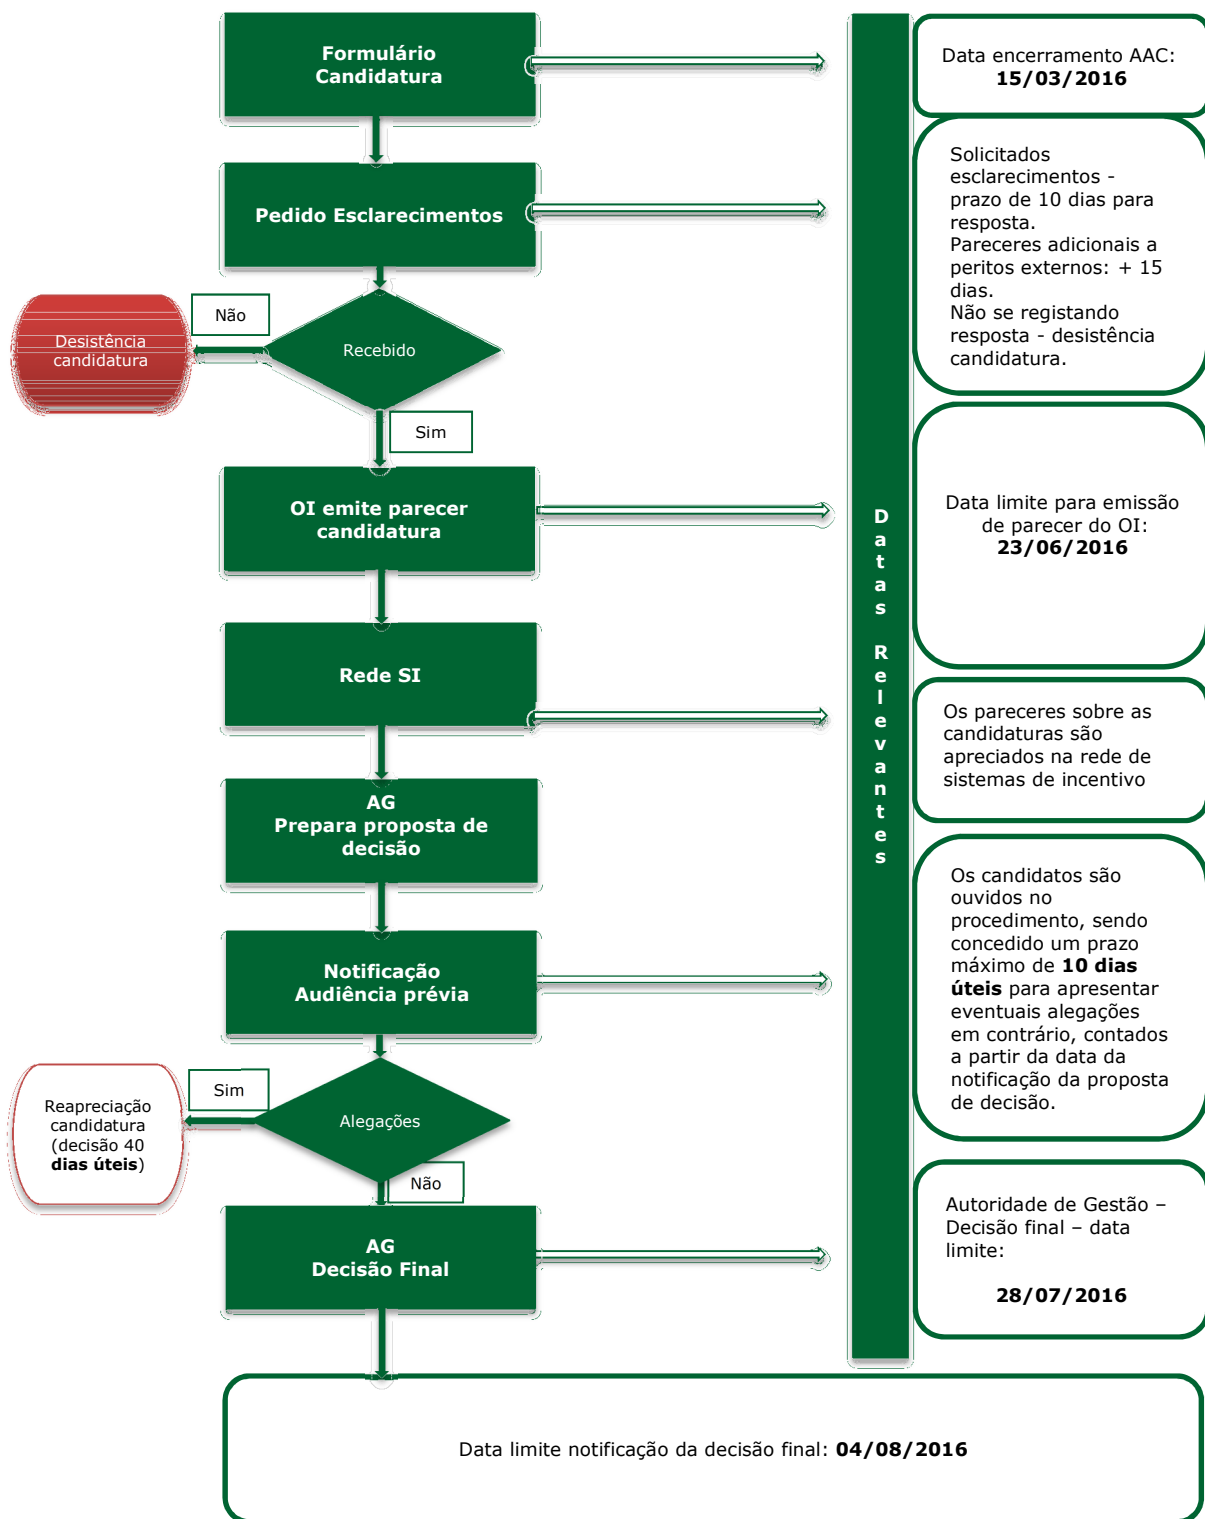 Formulário
Candidatura
Data encerramento AAC:
15/03/2016
Pedido Esclarecimentos
Solicitados
esclarecimentos -
prazo de 10 dias para
resposta.
Pareceres adicionais a
peritos externos: + 15
dias.
Não se registando
resposta - desistência
candidatura.
Não
Desistência
candidatura
Recebido
Sim
OI emite parecer
candidatura
Data limite para emissão
de parecer do OI:
23/06/2016
Datas Relevantes
Rede SI
Os pareceres sobre as
candidaturas são
apreciados na rede de
sistemas de incentivo
AG
Prepara proposta de
decisão
Notificação
Audiência prévia
Os candidatos são
ouvidos no
procedimento, sendo
concedido um prazo
máximo de 10 dias
úteis para apresentar
eventuais alegações
em contrário, contados
a partir da data da
notificação da proposta
de decisão.
Sim
Reapreciação
candidatura
(decisão 40
dias úteis)
Alegações
Não
AG
Decisão Final
Autoridade de Gestão –
Decisão final – data
limite:
28/07/2016
Data limite notificação da decisão final: 04/08/2016